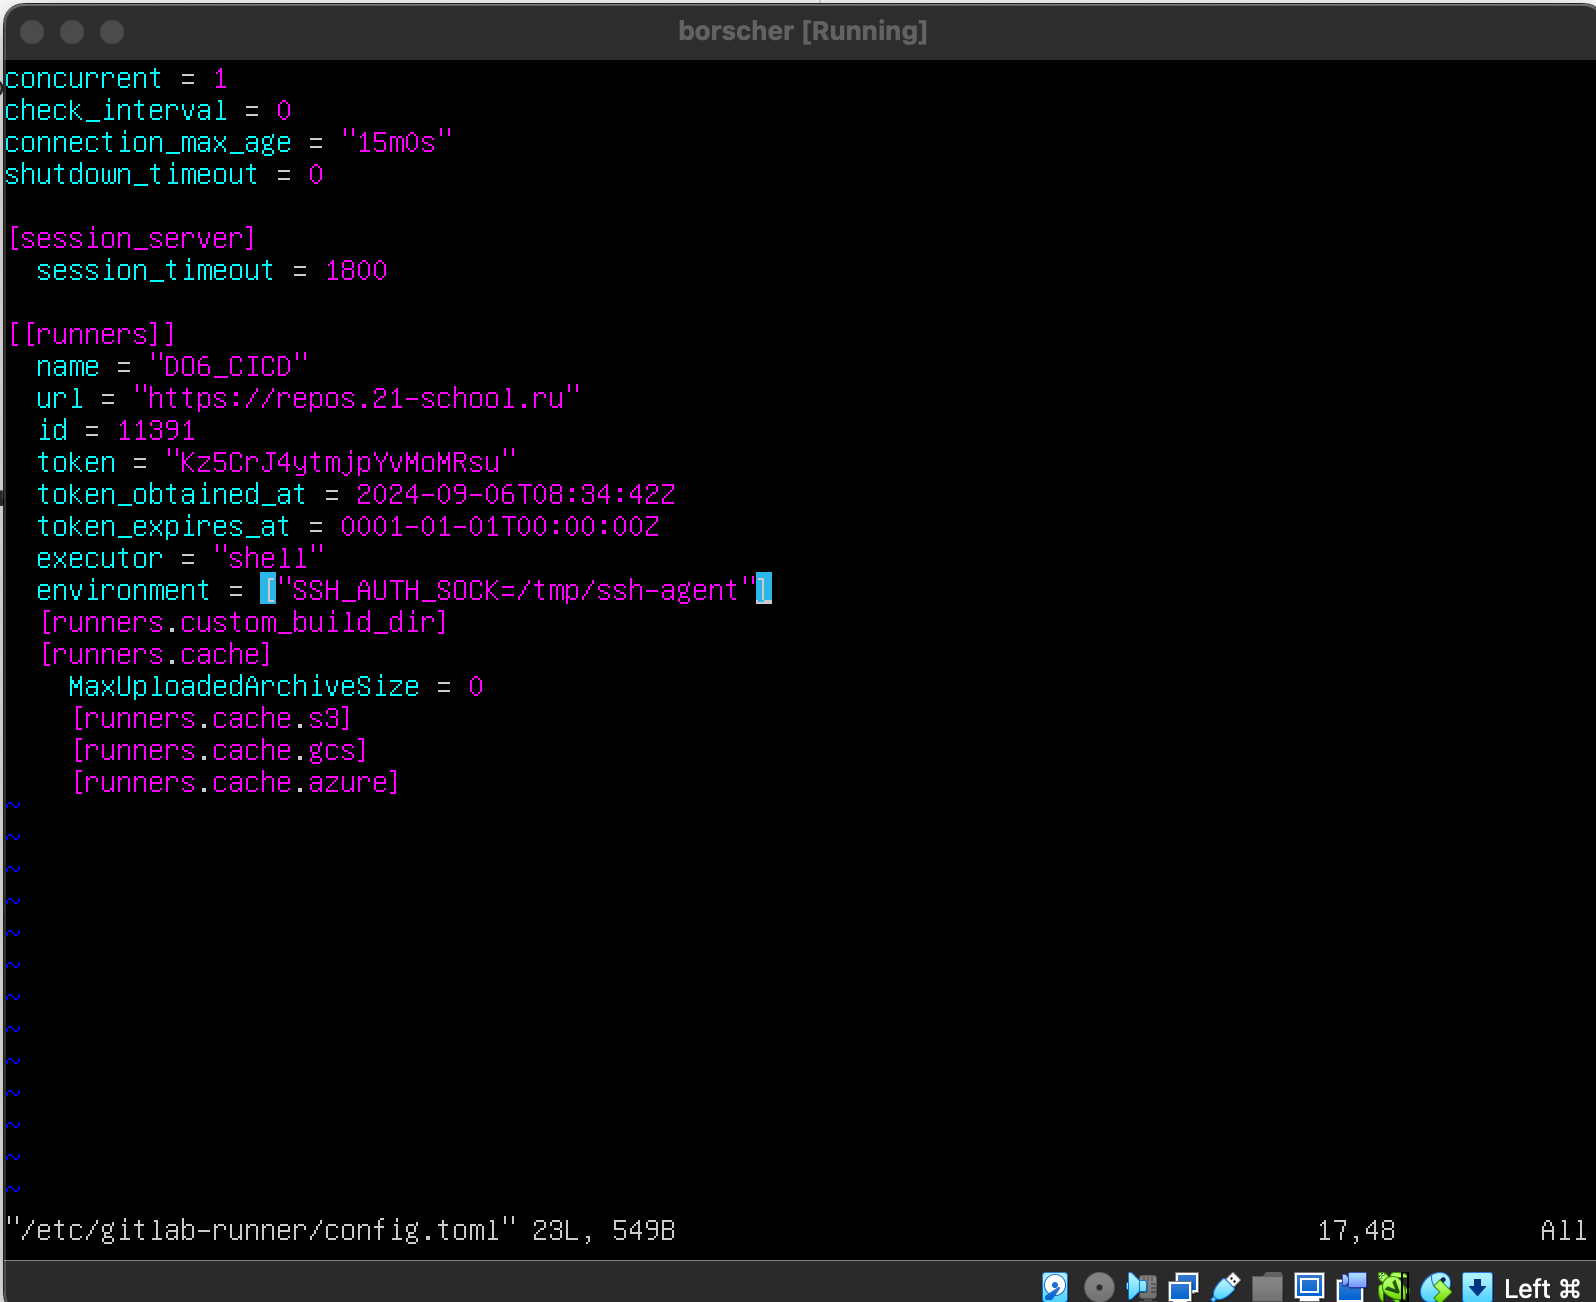 borscher [Running]
concurrent = 1
check_interval = 0
connection_max_age = "15m0s"
shutdown_timeout = 0
[session_server]
session_timeout = 1800
[[runners]]
name = "DO6_CICD"
url = "https://repos.21-school.ru"
id = 11391
token = "Kz5CrJ4ytmjpYvMoMRsu"
token_obtained_at = 2024-09-06T08:34:42Z
token_expires_at = 0001-01-01T00:00:00Z
executor = "shell"
environment = ["SSH_AUTH_SOCK=/tmp/ssh-agent"]
[runners.custom_build_dir]
[runners.cache]
MaxUploadedArchiveSize = 0
[runners.cache.s3]
[runners.cache.gcs]
[runners.cache.azure]
~
~
~
~
~
~
~
~
~
~
~
~
~
"/etc/gitlab-runner/config.toml" 23L, 549B 17,48 All
Left ⌘